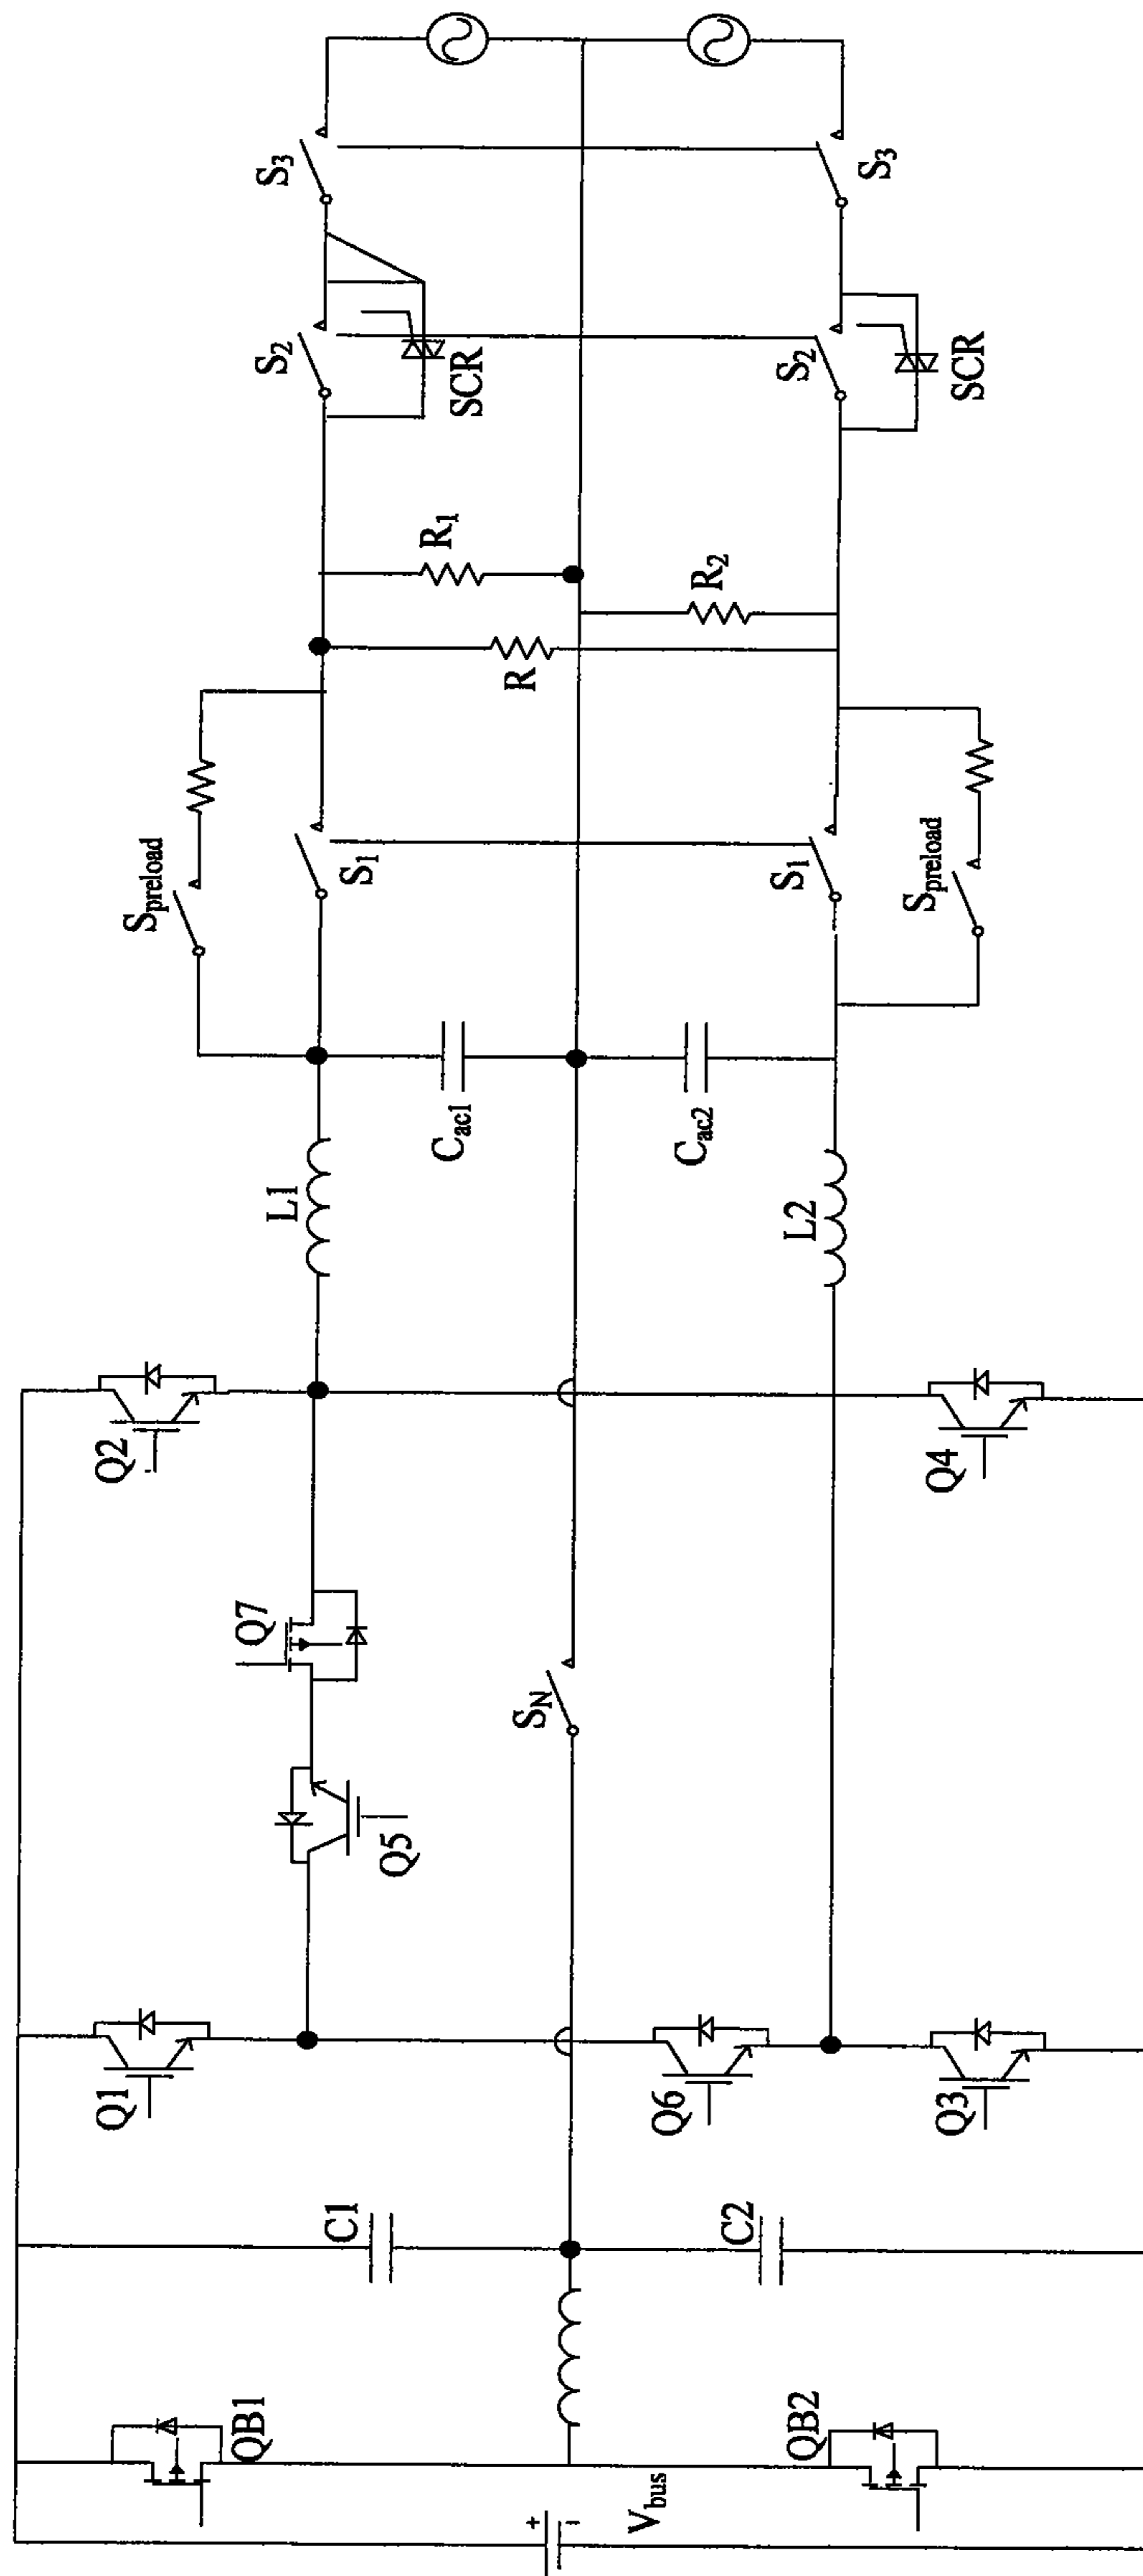 S3
S3
S2
SCR
S2
SCR
R1
R2
R
Spreload
S1
S1
Spreload
Cac1
Cac2
L1
L2
Q2
Q4
Q7
SN
Q5
Q1
Q6
Q3
C1
C2
QB1
QB2
Vbus
+
-